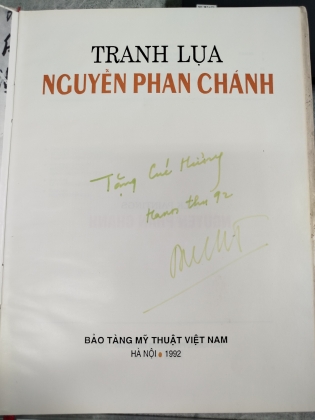 TRANH LỤA
NGUYỄN PHAN CHÁNH
Tặng
92
BẢO TÀNG MỸ THUẬT VIỆT NAM
HÀ NỘI • 1992